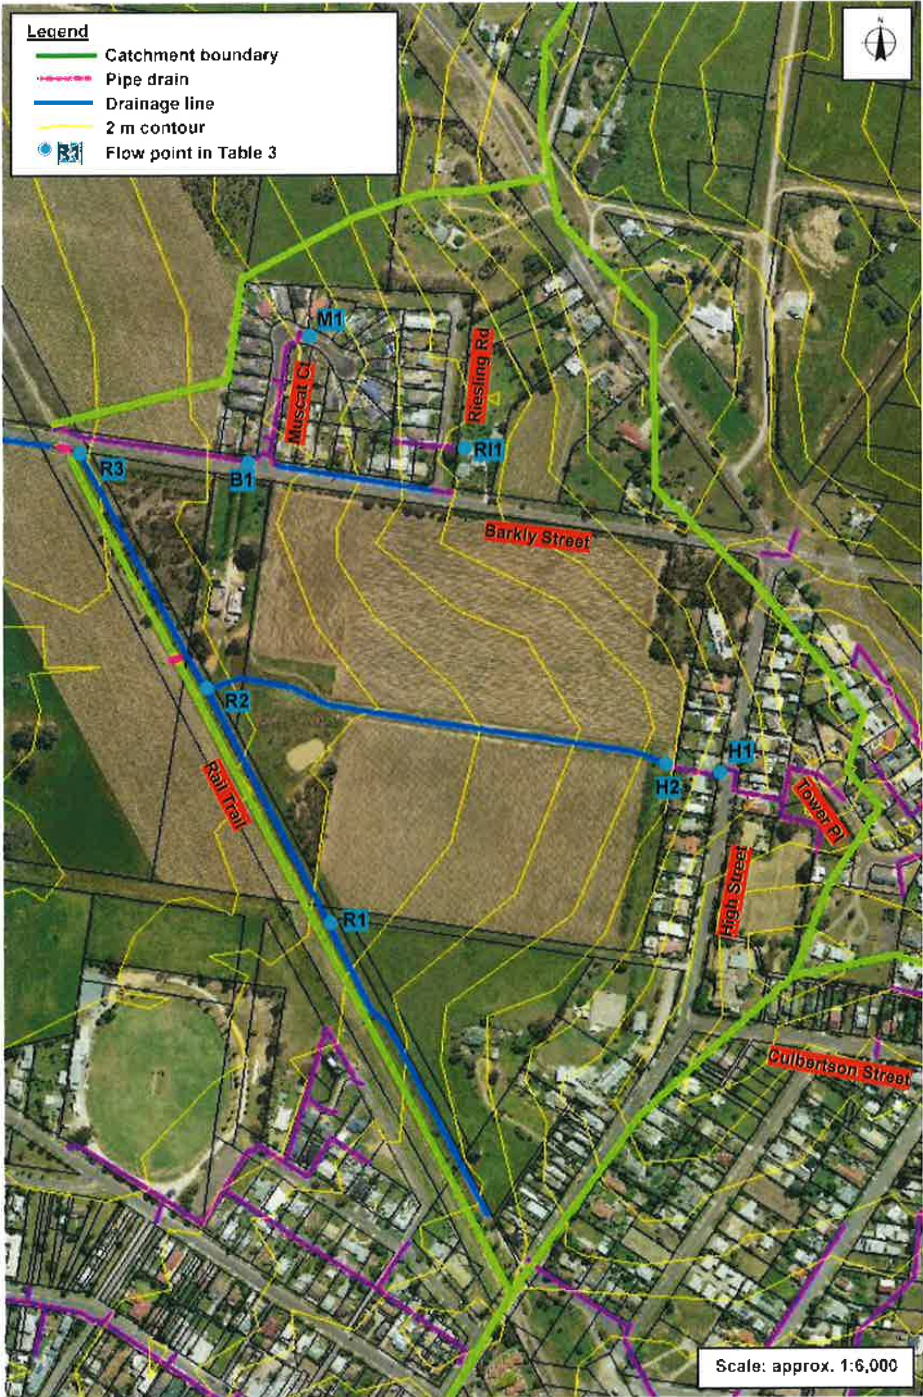 Legend
Catchment boundary
Pipe drain
Drainage line
2 m contour
R1 Flow point in Table 3
N
M1
Muscat Ct
Riesling Rd
RI1
R3
B1
Barkly Street
R2
H1
H2
Tower Pl
Rail Trail
High Street
R1
Culbertson Street
Scale: approx. 1:6,000